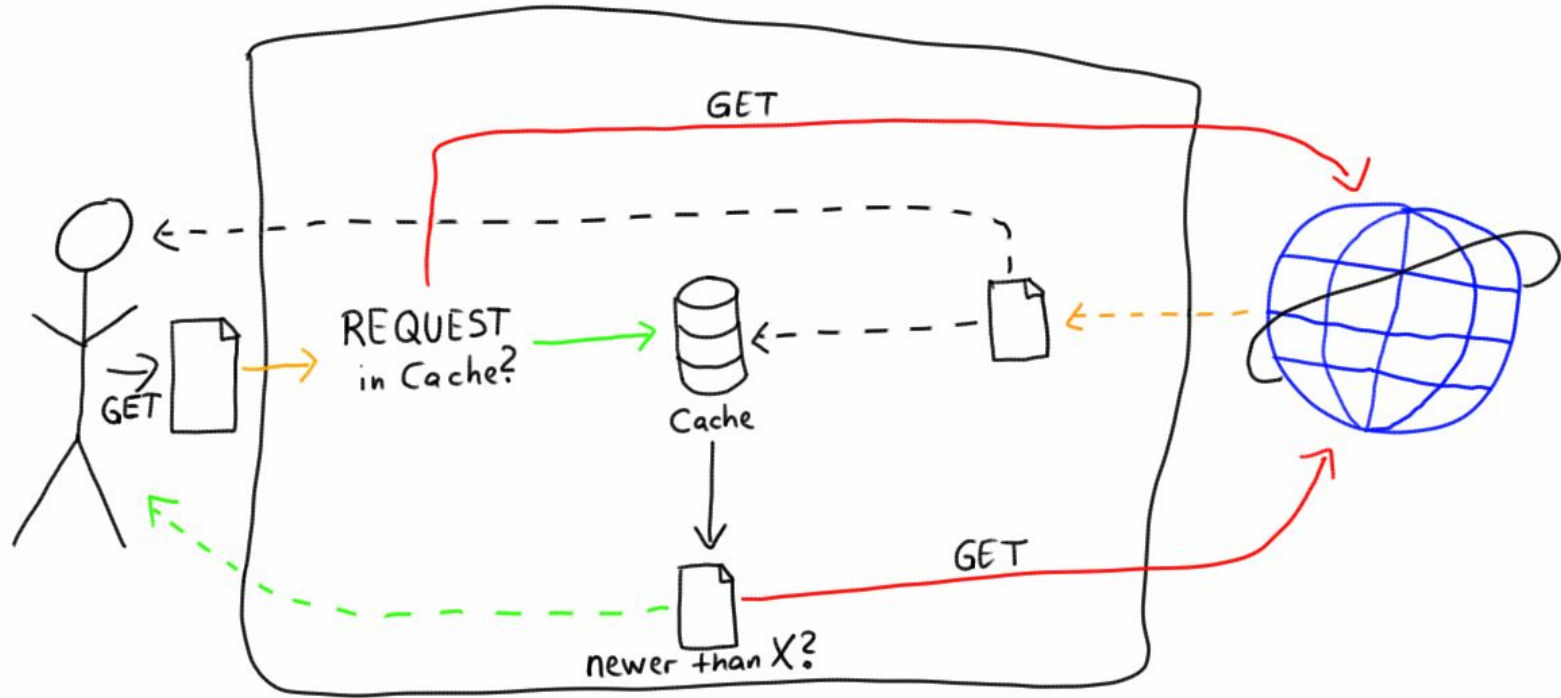 GET
REQUEST
in Cache?
GET
Cache
GET
newer than X?